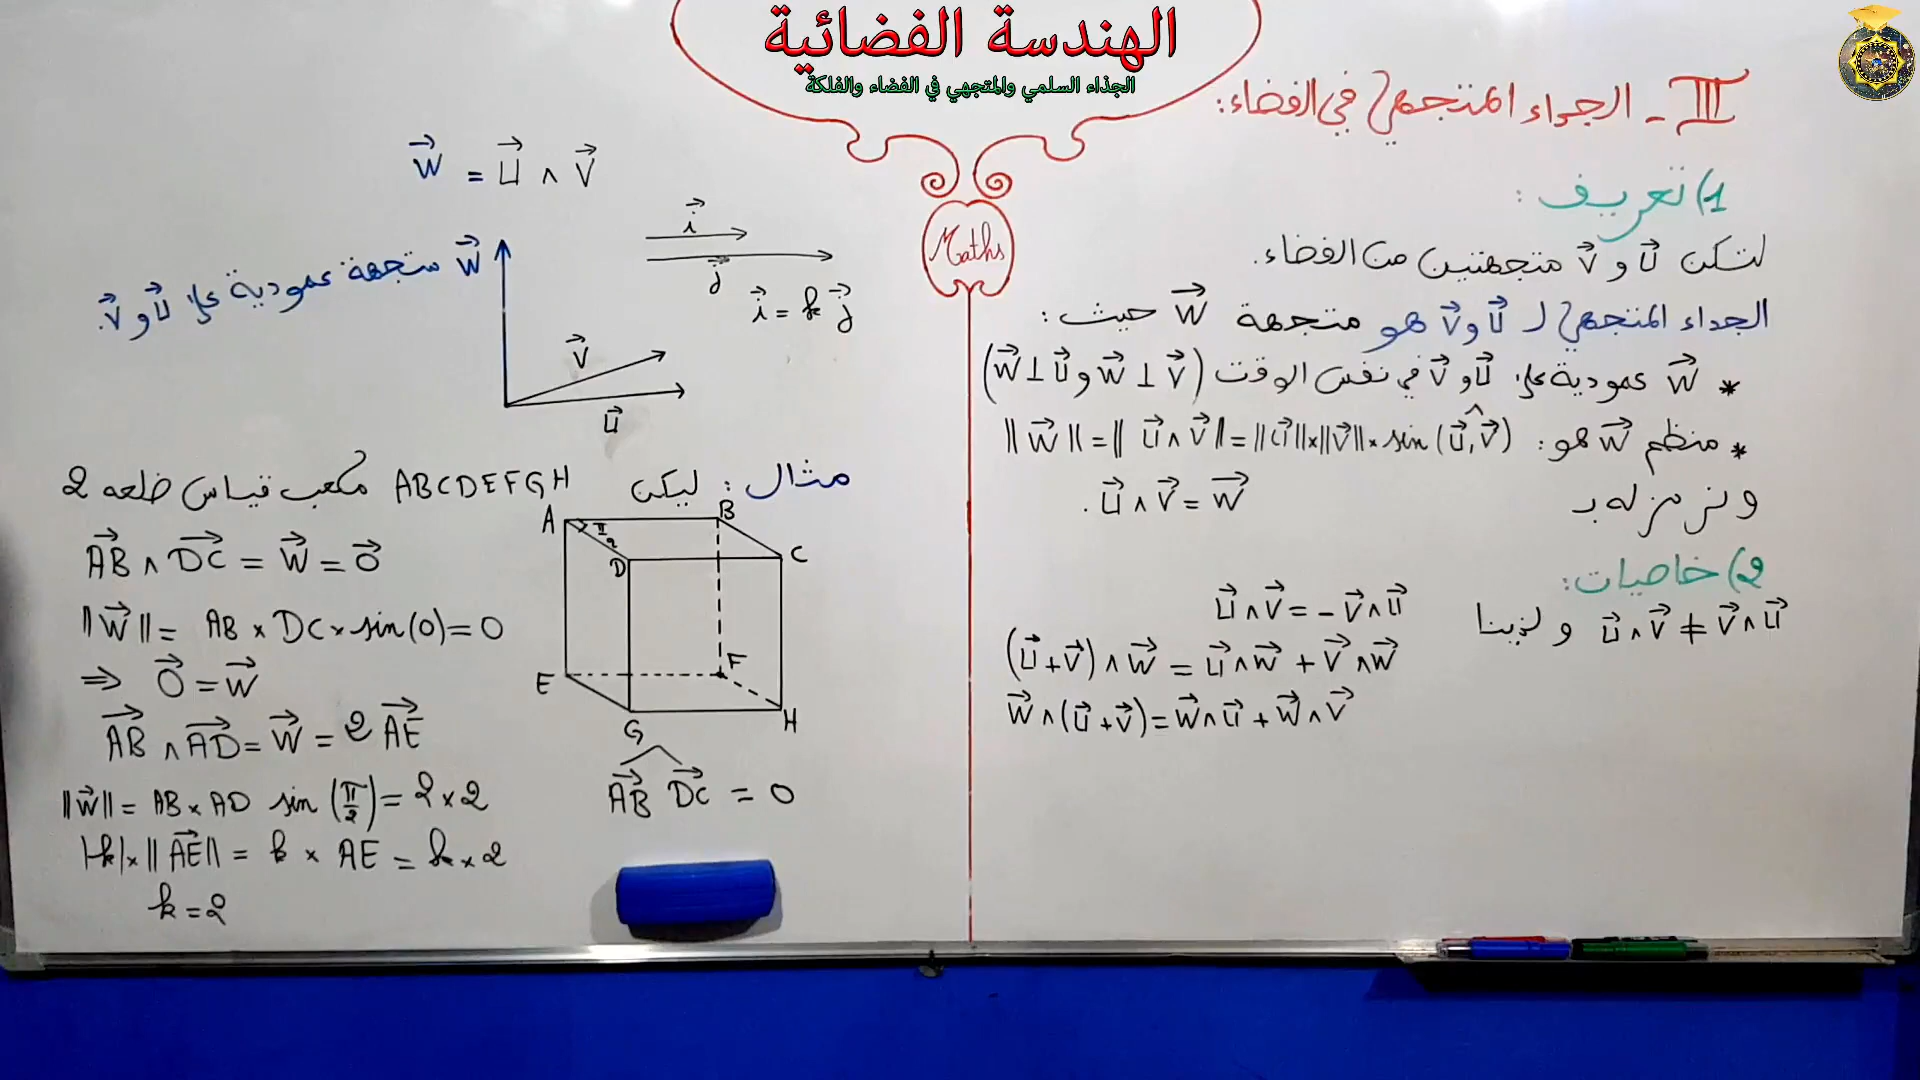 الهندسة الفضائية
الجذاء السلمي والمتجهي في الفضاء والفلكة
Maths
III - الجداء المتجهي في الفضاء:
1) تعريف:
لتكن U⃗ و V⃗ متجهتين من الفضاء.
الجداء المتجهي ل U⃗ و V⃗ هو متجهة W⃗ حيث:
* W⃗ عمودية على U⃗ و V⃗ في نفس الوقت (W⃗ ⊥ U⃗ و W⃗ ⊥ V⃗)
* منظم W⃗ هو: ‖W⃗‖ = ‖U⃗ ∧ V⃗‖ = ‖U⃗‖×‖V⃗‖×sin(U⃗,V⃗)
ونرمز له بـ U⃗ ∧ V⃗ = W⃗.
2) خاصيات:
U⃗ ∧ V⃗ ≠ V⃗ ∧ U⃗ ولدينا U⃗ ∧ V⃗ = - V⃗ ∧ U⃗
(U⃗ + V⃗) ∧ W⃗ = U⃗ ∧ W⃗ + V⃗ ∧ W⃗
W⃗ ∧ (U⃗ + V⃗) = W⃗ ∧ U⃗ + W⃗ ∧ V⃗
W⃗ = U⃗ ∧ V⃗
i⃗
j⃗
i⃗ = k j⃗
W⃗ متجهة عمودية على U⃗ و V⃗.
V⃗
U⃗
مثال: ليكن ABCDEFGH مكعب قياس ضلعه 2
A B
π/2
D C
E F
G H
AB⃗ ∧ DC⃗ = W⃗ = 0⃗
‖W⃗‖ = AB × DC × sin(0) = 0
⇒ 0⃗ = W⃗
AB⃗ ∧ AD⃗ = W⃗ = 2 AE⃗
‖W⃗‖ = AB × AD sin(π/2) = 2 × 2
|k| × ‖AE⃗‖ = k × AE = k × 2
k = 2
AB⃗ DC⃗ = 0